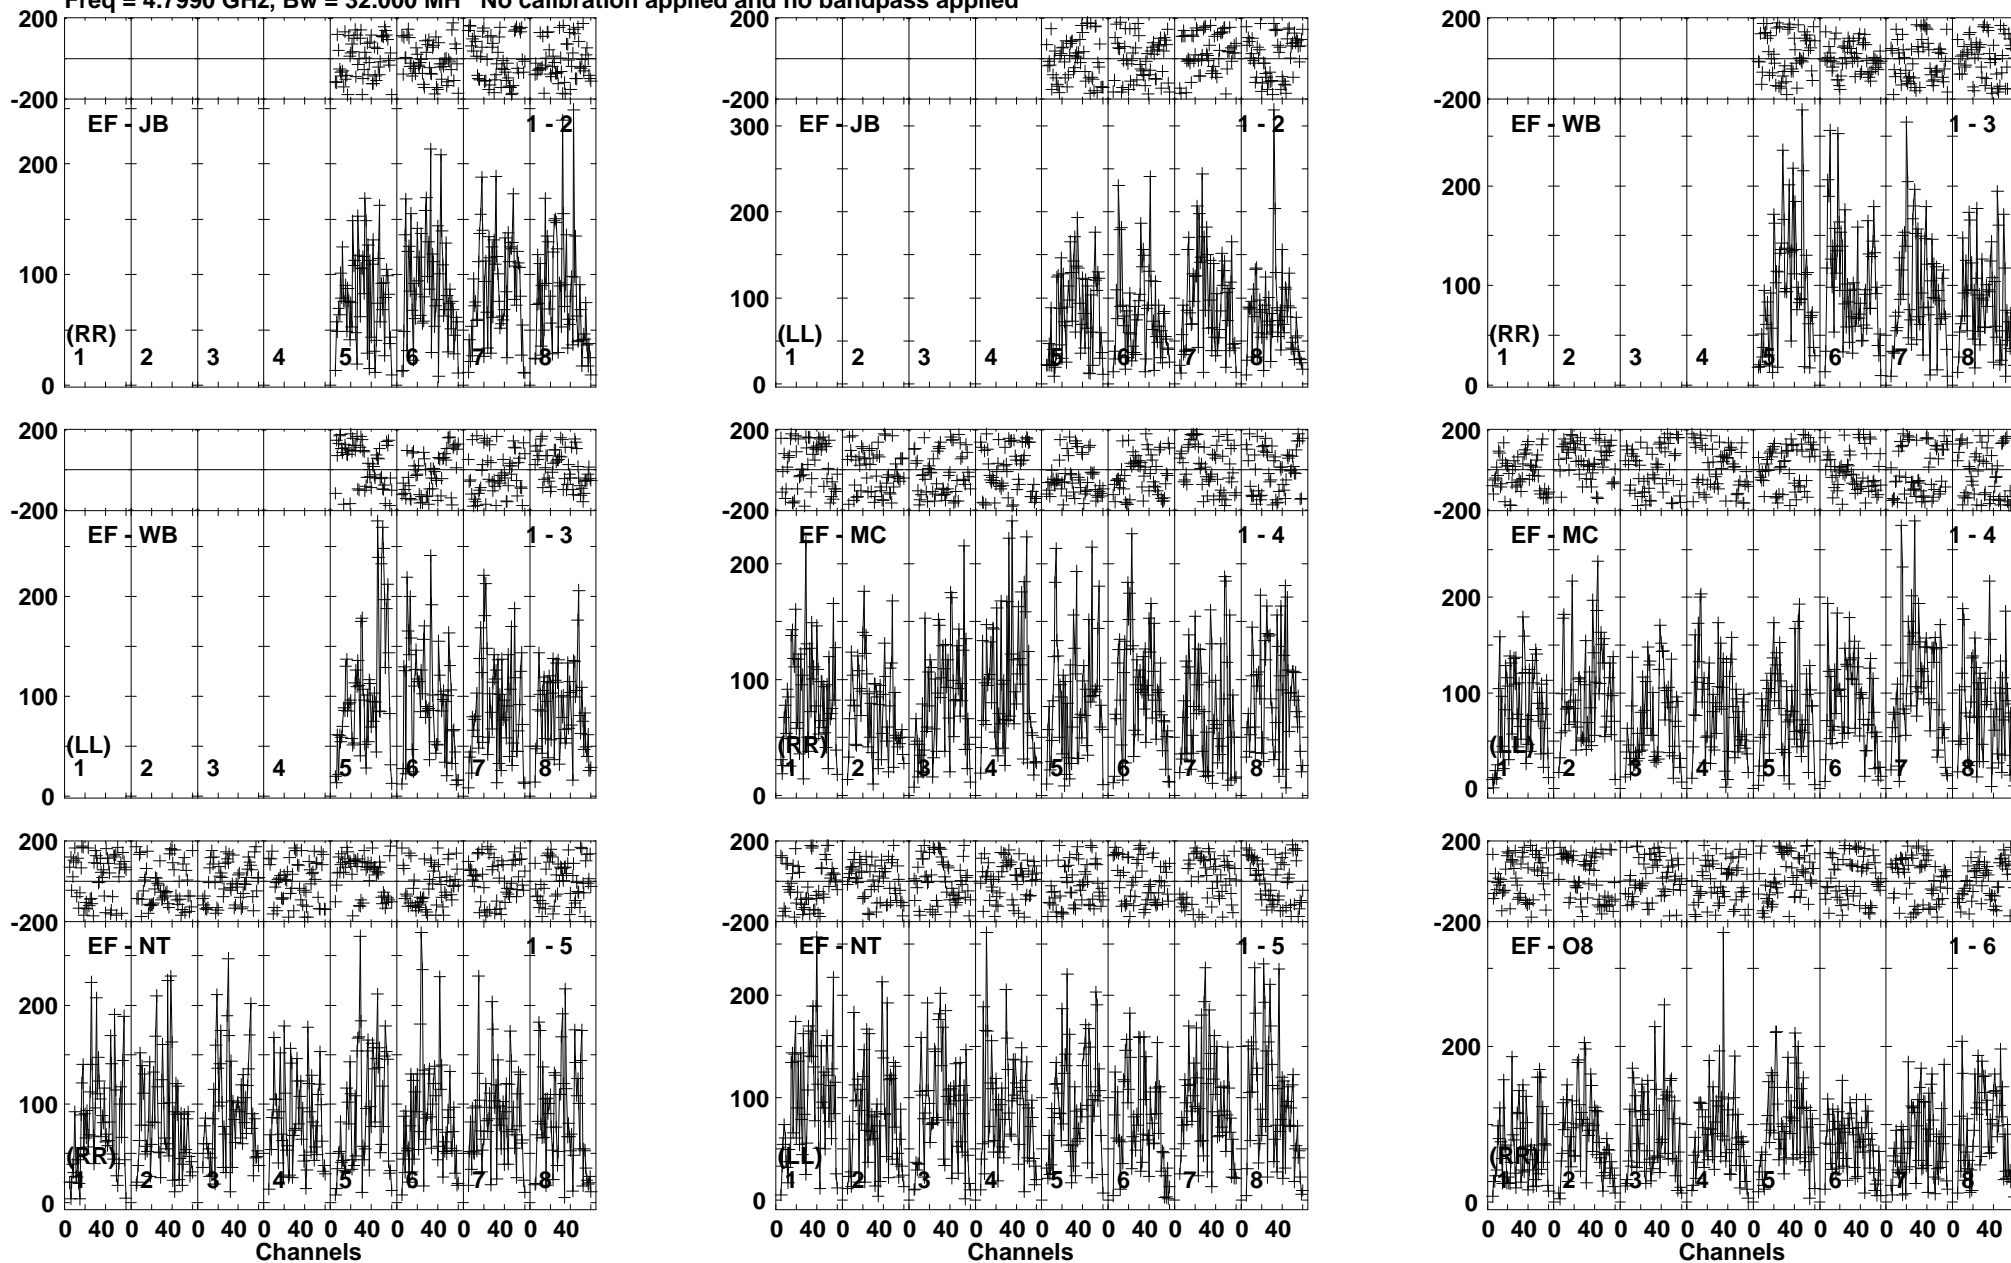 Freq = 4.7990 GHz, Bw = 32.000 MH No calibration applied and no bandpass applied
200 200 200
-200 -200 -200
EF - JB 1 - 2 EF - JB 1 - 2 EF - WB 1 - 3
300
200 200 200
100 100 100
(RR) (LL) (RR)
1 2 3 4 5 6 7 8 1 2 3 4 5 6 7 8 1 2 3 4 5 6 7 8
0 0 0
200 200 200
-200 -200 -200
EF - WB 1 - 3 EF - MC 1 - 4 EF - MC 1 - 4
200 200 200
100 100 100
(LL) (RR) (LL)
1 2 3 4 5 6 7 8 1 2 3 4 5 6 7 8 1 2 3 4 5 6 7 8
0 0 0
200 200 200
-200 -200 -200
EF - NT 1 - 5 EF - NT 1 - 5 EF - O8 1 - 6
200 200 200
100 100
(RR) (LL) (RR)
1 2 3 4 5 6 7 8 1 2 3 4 5 6 7 8 1 2 3 4 5 6 7 8
0 0 0
0 40 0 40 0 40 0 40 0 40 0 40 0 40 0 40 0 40 0 40 0 40 0 40 0 40 0 40 0 40 0 40 0 40 0 40 0 40 0 40 0 40 0 40 0 40 0 40
Channels Channels Channels